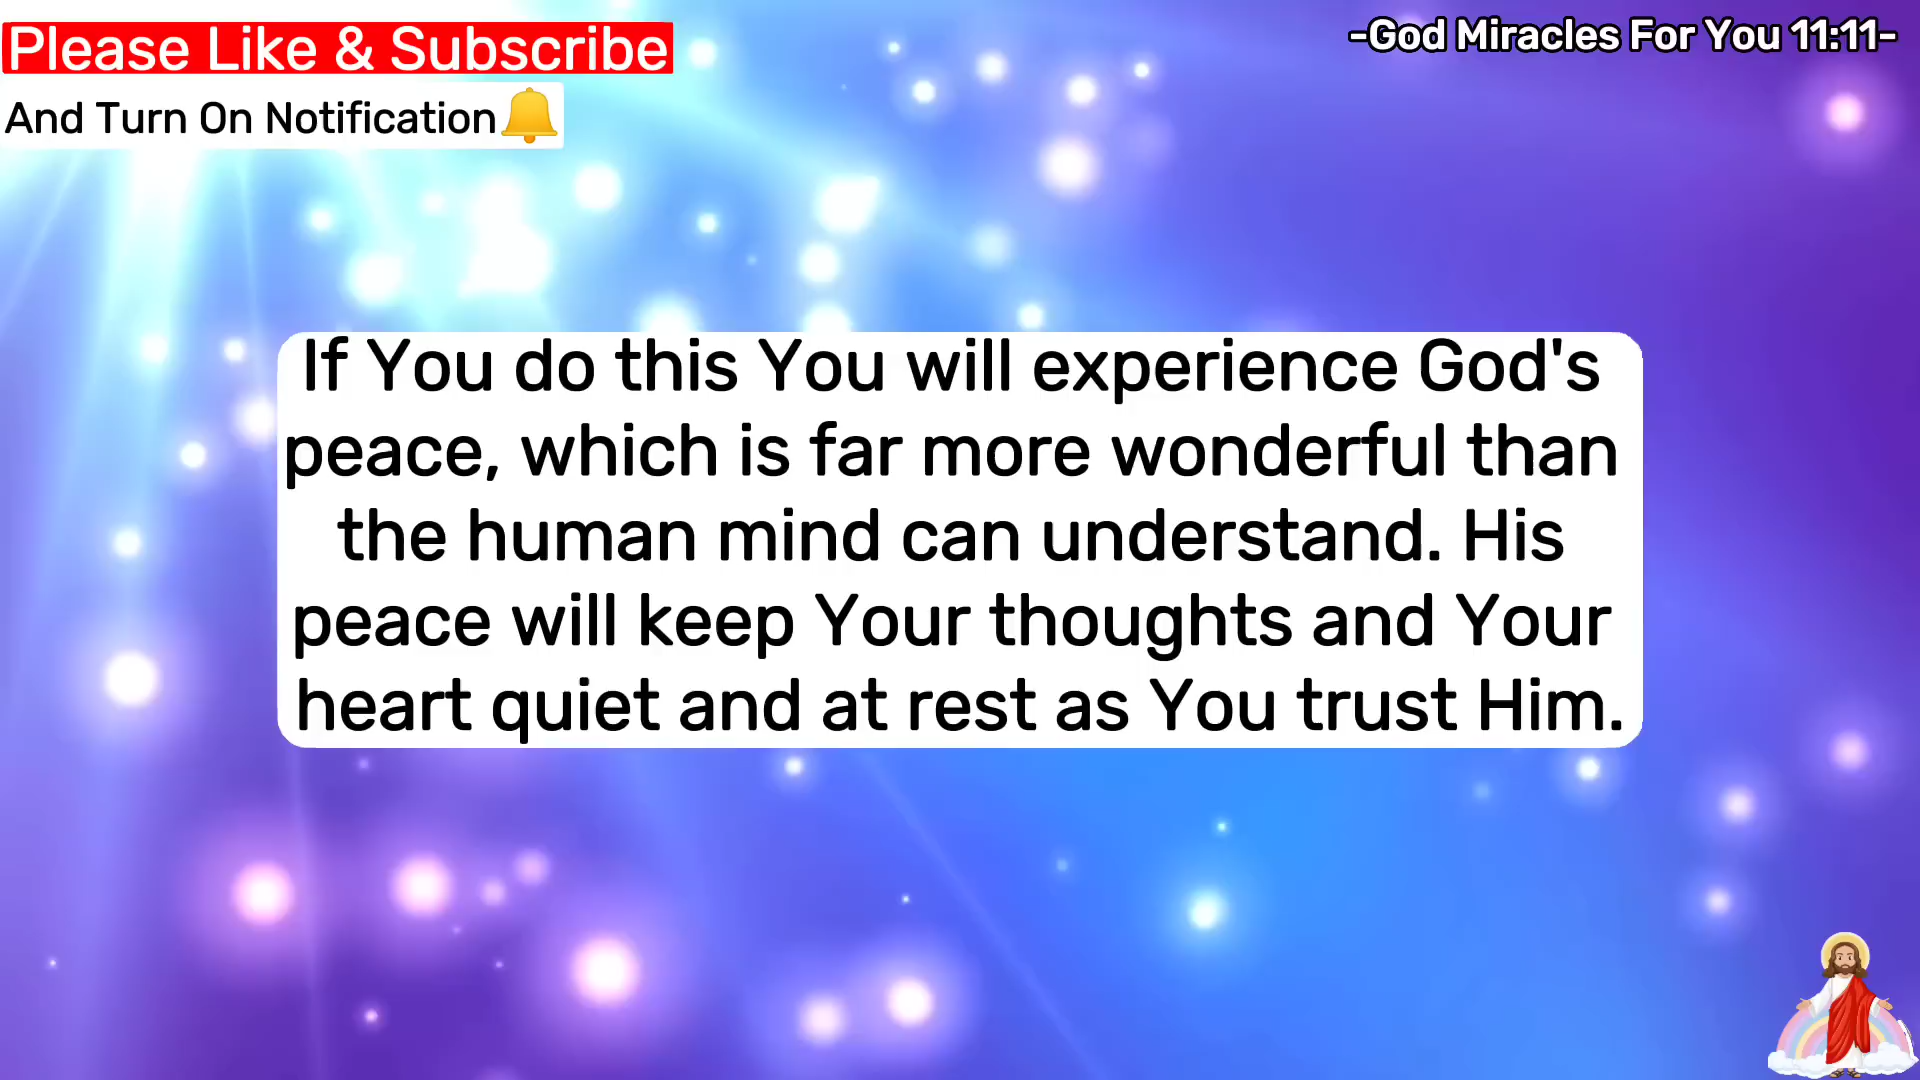 Please Like & Subscribe
And Turn On Notification
-God Miracles For You 11:11-
If You do this You will experience God's
peace, which is far more wonderful than
the human mind can understand. His
peace will keep Your thoughts and Your
heart quiet and at rest as You trust Him.